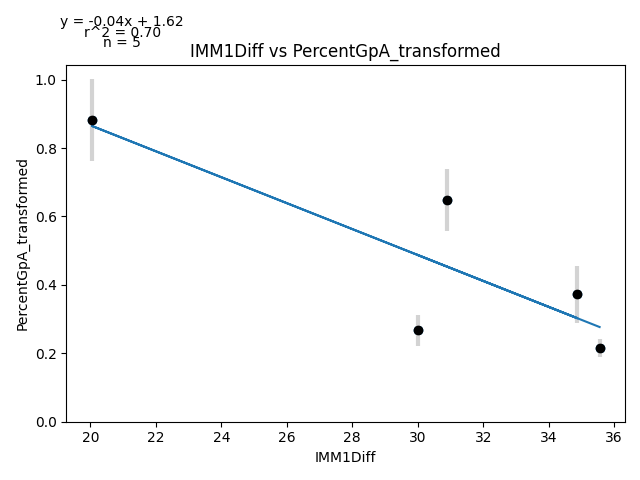 y = -0.04x + 1.62
r^2 = 0.70
n = 5
IMM1Diff vs PercentGpA_transformed
1.0
0.8
0.6
0.4
0.2
0.0
PercentGpA_transformed
20
22
24
26
28
30
32
34
36
IMM1Diff